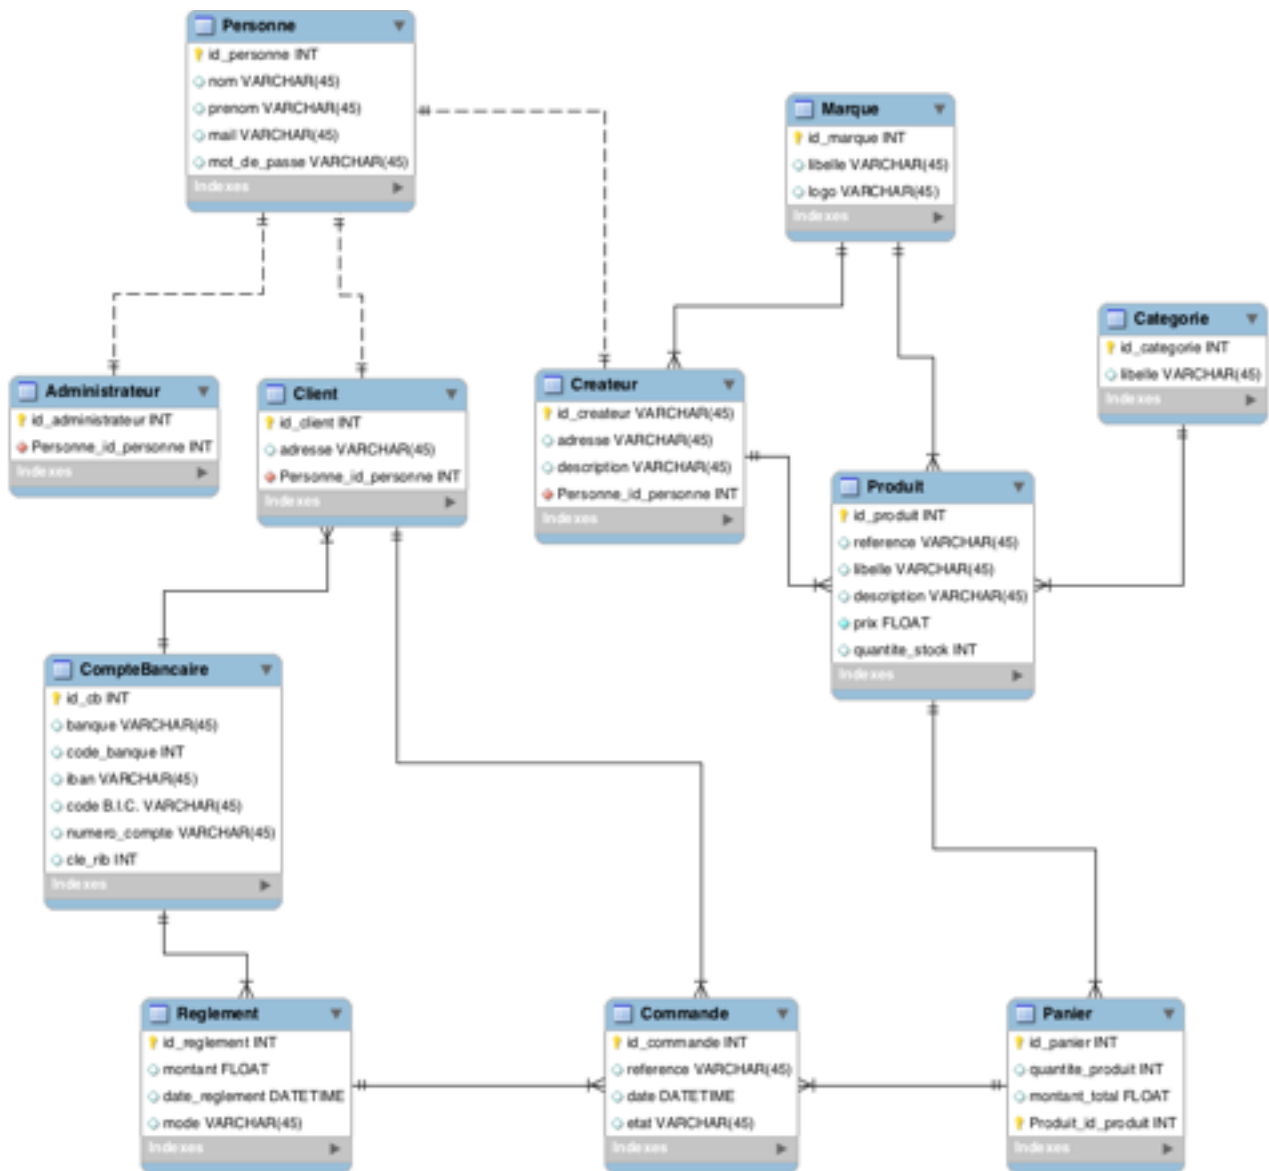 Personne
id_personne INT
nom VARCHAR(45)
prenom VARCHAR(45)
mail VARCHAR(45)
mot_de_passe VARCHAR(45)
Indexes
Marque
id_marque INT
libelle VARCHAR(45)
logo VARCHAR(45)
Indexes
Categorie
id_categorie INT
libelle VARCHAR(45)
Indexes
Administrateur
id_administrateur INT
Personne_id_personne INT
Indexes
Client
id_client INT
adresse VARCHAR(45)
Personne_id_personne INT
Indexes
Createur
id_createur VARCHAR(45)
adresse VARCHAR(45)
description VARCHAR(45)
Personne_id_personne INT
Indexes
Produit
id_produit INT
reference VARCHAR(45)
libelle VARCHAR(45)
description VARCHAR(45)
prix FLOAT
quantite_stock INT
Indexes
CompteBancaire
id_cb INT
banque VARCHAR(45)
code_banque INT
iban VARCHAR(45)
code B.I.C. VARCHAR(45)
numero_compte VARCHAR(45)
cle_rib INT
Indexes
Reglement
id_reglement INT
montant FLOAT
date_reglement DATETIME
mode VARCHAR(45)
Indexes
Commande
id_commande INT
reference VARCHAR(45)
date DATETIME
etat VARCHAR(45)
Indexes
Panier
id_panier INT
quantite_produit INT
montant_total FLOAT
Produit_id_produit INT
Indexes